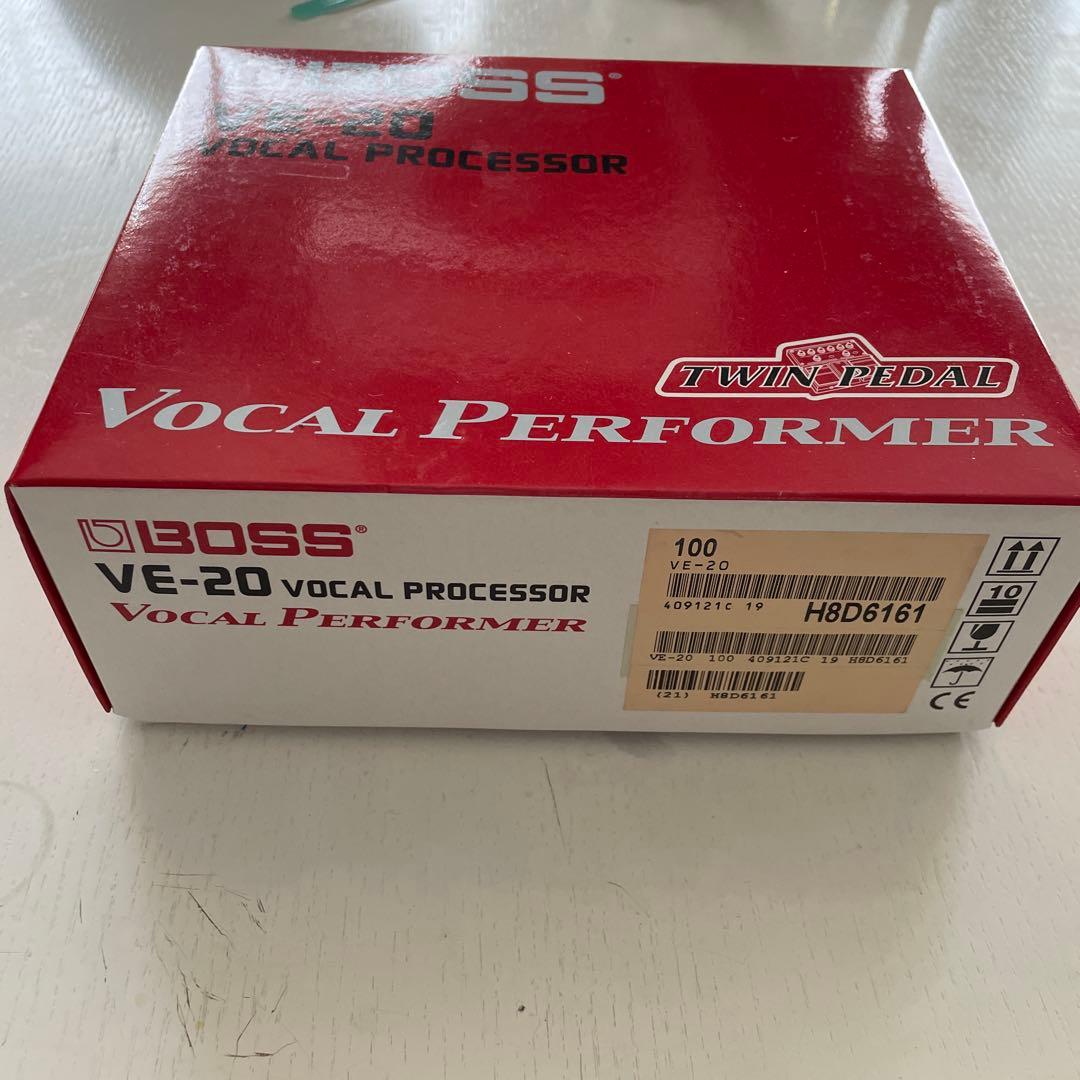 BOSS®
VE-20
VOCAL PROCESSOR
TWIN PEDAL
VOCAL PERFORMER
BOSS®
VE-20 VOCAL PROCESSOR
VOCAL PERFORMER
100
VE-20
409121C 19 H8D6161
VE-20 100 409121C 19 H8D6161
(21) H8D6161
10
CE